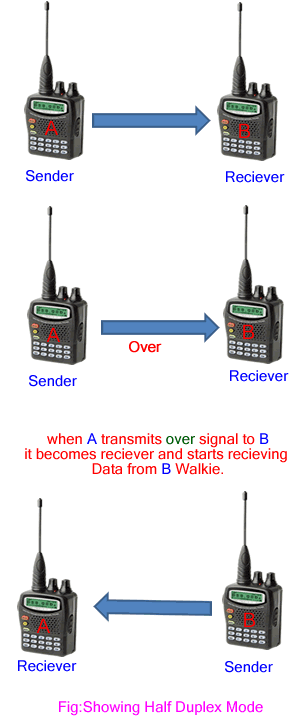 A
B
Sender
Reciever
A
B
Over
Sender
Reciever
when A transmits over signal to B
it becomes reciever and starts recieving
Data from B Walkie.
A
B
Reciever
Sender
Fig:Showing Half Duplex Mode